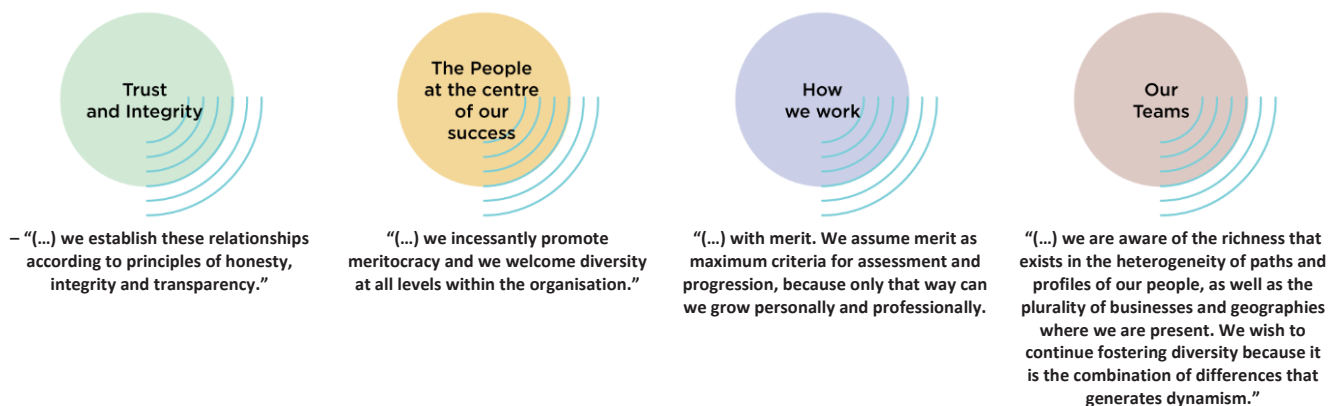 Trust
and Integrity
– “(…) we establish these relationships
according to principles of honesty,
integrity and transparency.”
The People
at the centre
of our
success
“(…) we incessantly promote
meritocracy and we welcome diversity
at all levels within the organisation.”
How
we work
“(…) with merit. We assume merit as
maximum criteria for assessment and
progression, because only that way can
we grow personally and professionally.
Our
Teams
“(…) we are aware of the richness that
exists in the heterogeneity of paths and
profiles of our people, as well as the
plurality of businesses and geographies
where we are present. We wish to
continue fostering diversity because it
is the combination of differences that
generates dynamism.”